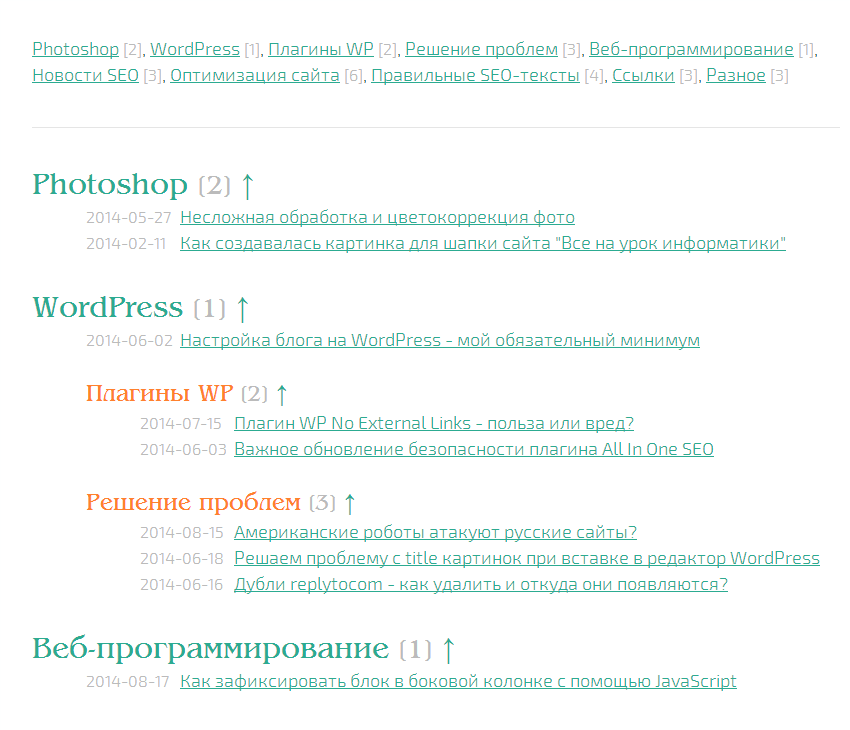 Photoshop [2], WordPress [1], Плагины WP [2], Решение проблем [3], Веб-программирование [1],
Новости SEO [3], Оптимизация сайта [6], Правильные SEO-тексты [4], Ссылки [3], Разное [3]
Photoshop (2) ↑
2014-05-27 Несложная обработка и цветокоррекция фото
2014-02-11 Как создавалась картинка для шапки сайта "Все на урок информатики"
WordPress (1) ↑
2014-06-02 Настройка блога на WordPress - мой обязательный минимум
Плагины WP (2) ↑
2014-07-15 Плагин WP No External Links - польза или вред?
2014-06-03 Важное обновление безопасности плагина All In One SEO
Решение проблем (3) ↑
2014-08-15 Американские роботы атакуют русские сайты?
2014-06-18 Решаем проблему с title картинок при вставке в редактор WordPress
2014-06-16 Дубли replytocom - как удалить и откуда они появляются?
Веб-программирование (1) ↑
2014-08-17 Как зафиксировать блок в боковой колонке с помощью JavaScript